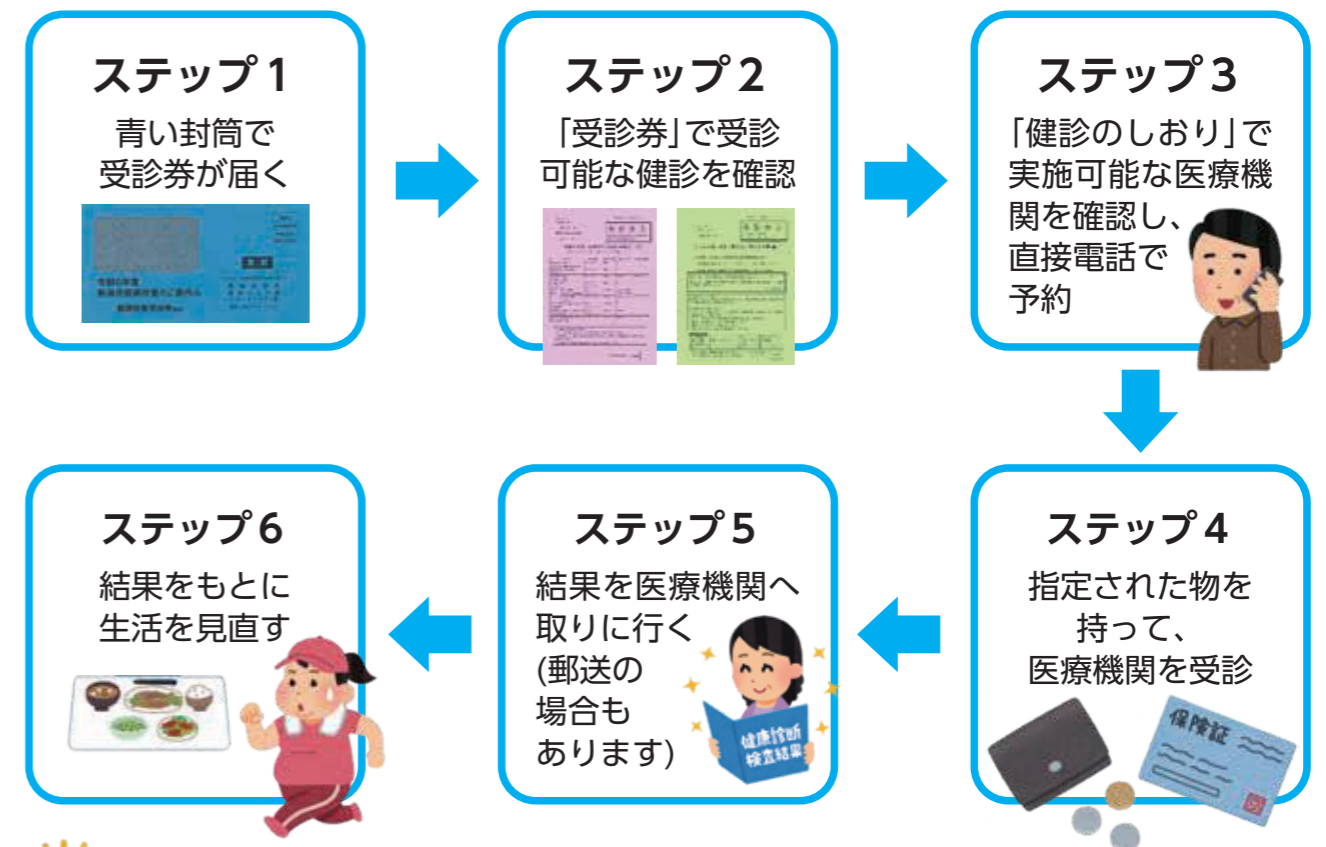 ステップ1
青い封筒で
受診券が届く
ステップ2
「受診券」で受診
可能な健診を確認
ステップ3
「健診のしおり」で
実施可能な医療機
関を確認し、
直接電話で
予約
ステップ4
指定された物を
持って、
医療機関を受診
保険証
ステップ5
結果を医療機関へ
取りに行く
(郵送の
場合も
あります)
健康診断
検査結果
ステップ6
結果をもとに
生活を見直す